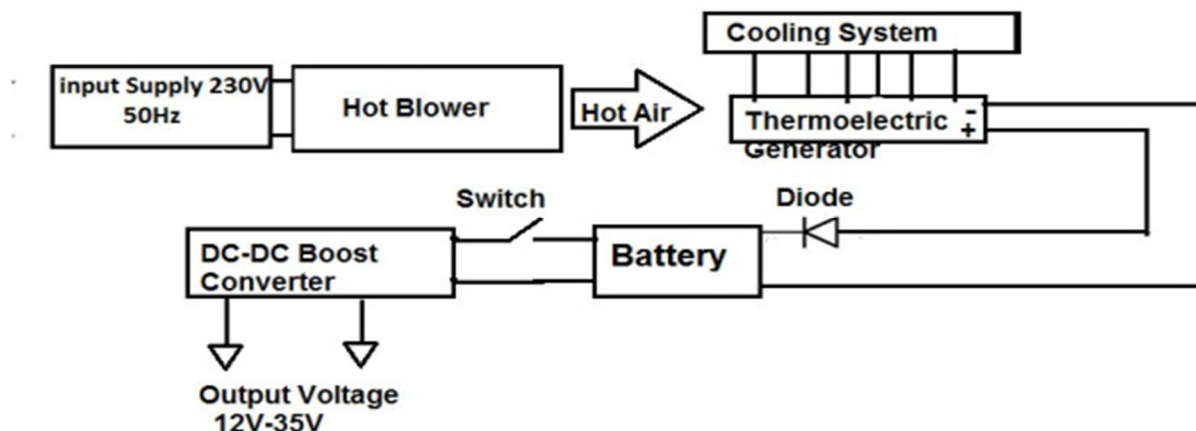 Cooling System
input Supply 230V
50Hz
Hot Blower
Hot Air
Thermoelectric
Generator
-
+
Switch
Diode
DC-DC Boost
Converter
Battery
Output Voltage
12V-35V